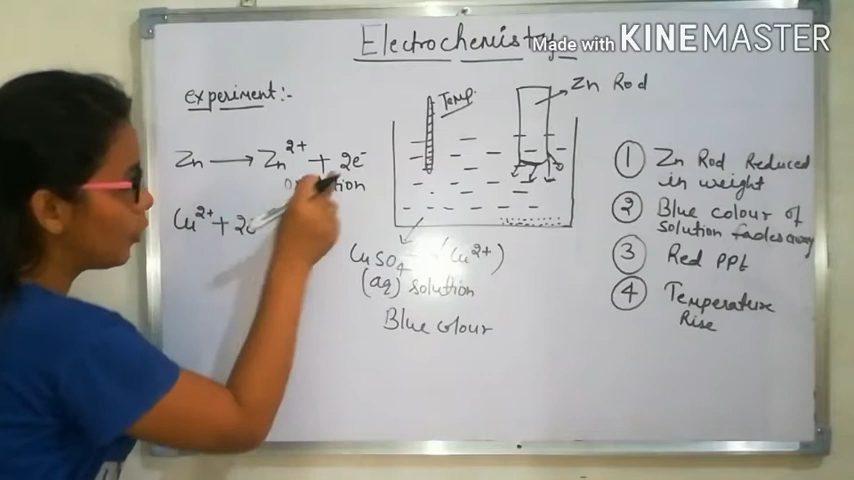 Electrochemistry
Made with KINEMASTER
experiment:-
Temp.
Zn Rod
Zn → Zn²⁺ + 2e⁻
Cu²⁺ + 2e
CuSO₄ (Cu²⁺)
(aq) solution
Blue colour
① Zn Rod Reduced
in weight
② Blue colour of
solution fades away
③ Red PPt
④ Temperature
Rise